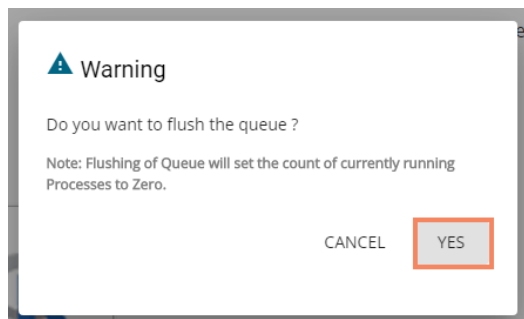 Warning
Do you want to flush the queue ?
Note: Flushing of Queue will set the count of currently running
Processes to Zero.
CANCEL YES